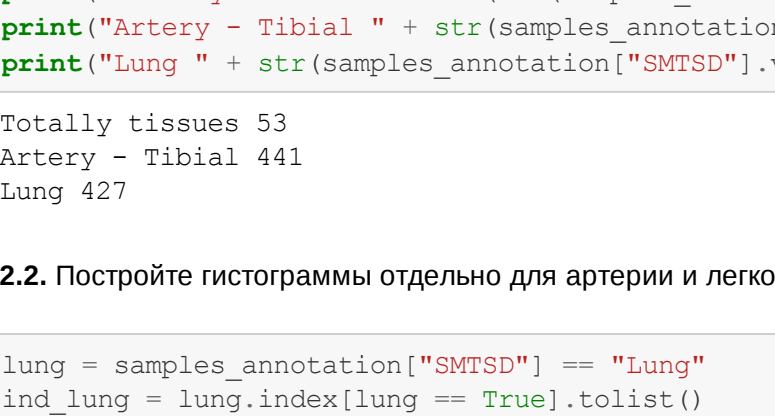 print("Artery - Tibial " + str(samples_annotation
print("Lung " + str(samples_annotation["SMTSD"].
Totally tissues 53
Artery - Tibial 441
Lung 427
2.2. Постройте гистограммы отдельно для артерии и легко
lung = samples_annotation["SMTSD"] == "Lung"
ind_lung = lung.index[lung == True].tolist()